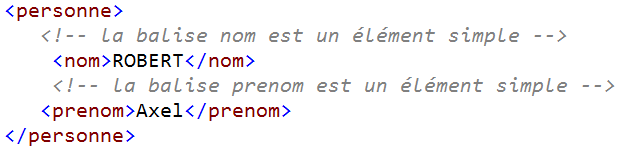 <personne>
<!-- la balise nom est un élément simple -->
<nom>ROBERT</nom>
<!-- la balise prenom est un élément simple -->
<prenom>Axel</prenom>
</personne>